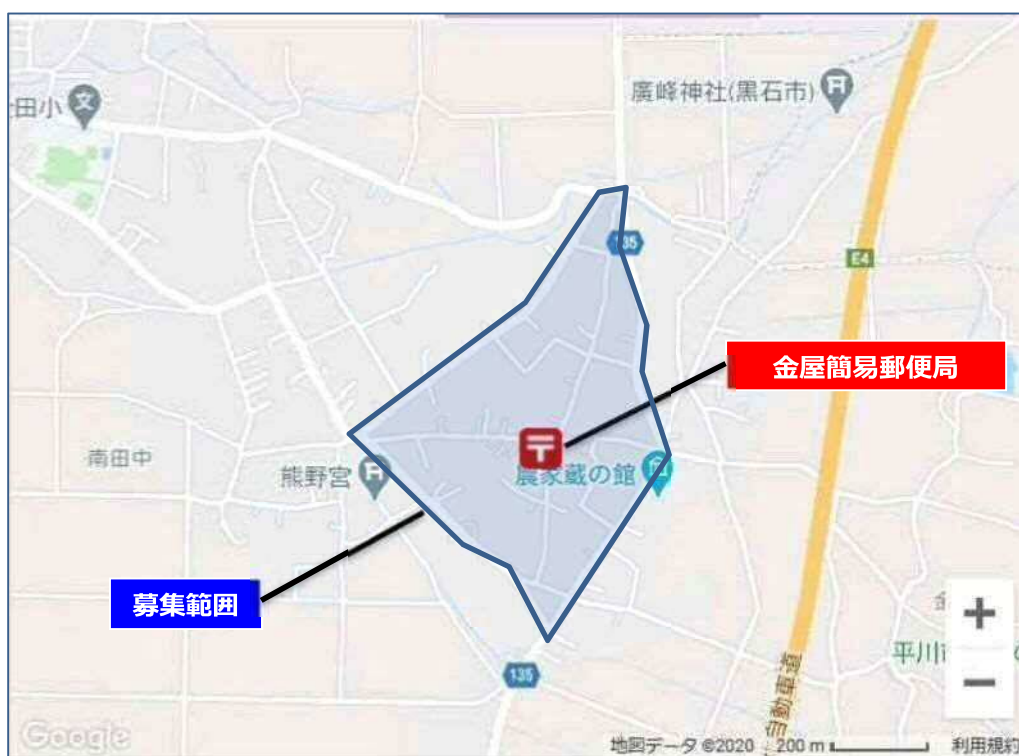 廣峰神社(黒石市)
田小
文
135
E4
金屋簡易郵便局
南田中
熊野宮
農家蔵の館
募集範囲
平川
135
自動車道
Google
地図データ ©2020
200 m
利用規約